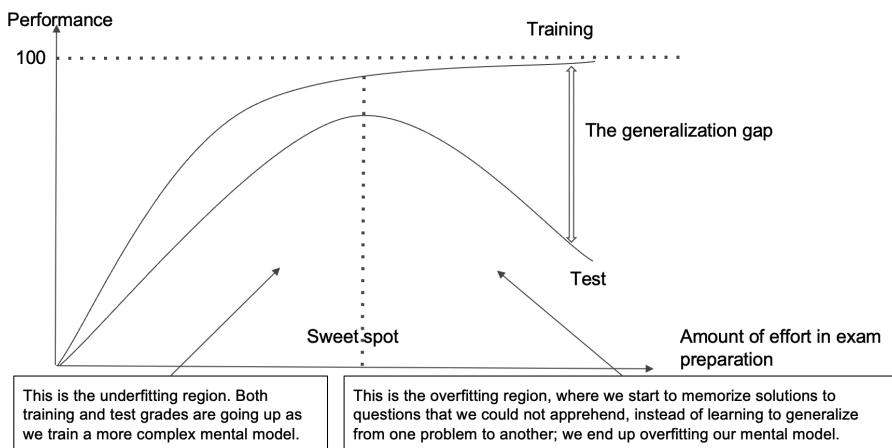 Performance
Training
100
The generalization gap
Test
Sweet spot
Amount of effort in exam
preparation
This is the underfitting region. Both
training and test grades are going up as
we train a more complex mental model.
This is the overfitting region, where we start to memorize solutions to
questions that we could not apprehend, instead of learning to generalize
from one problem to another; we end up overfitting our mental model.